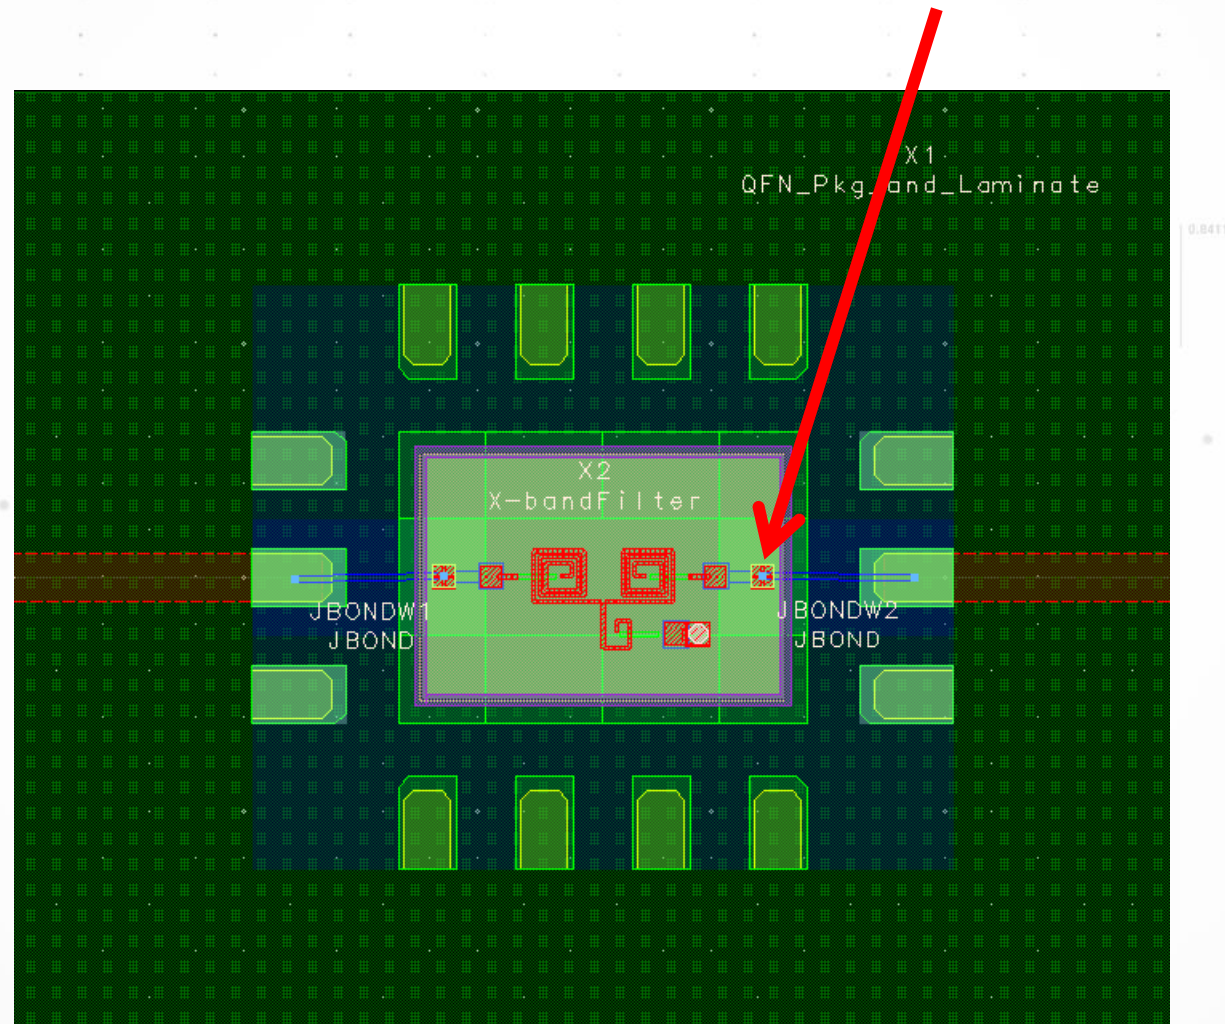 X1
QFN_Pkg_and_Laminate
X2
X-bandFilter
JBONDW1
JBOND
JBONDW2
JBOND